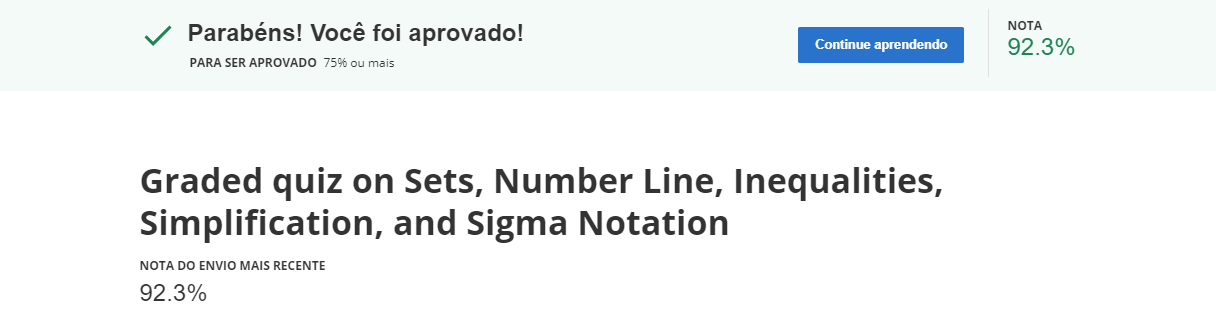 Parabéns! Você foi aprovado!
PARA SER APROVADO 75% ou mais
Continue aprendendo
NOTA
92.3%
Graded quiz on Sets, Number Line, Inequalities,
Simplification, and Sigma Notation
NOTA DO ENVIO MAIS RECENTE
92.3%